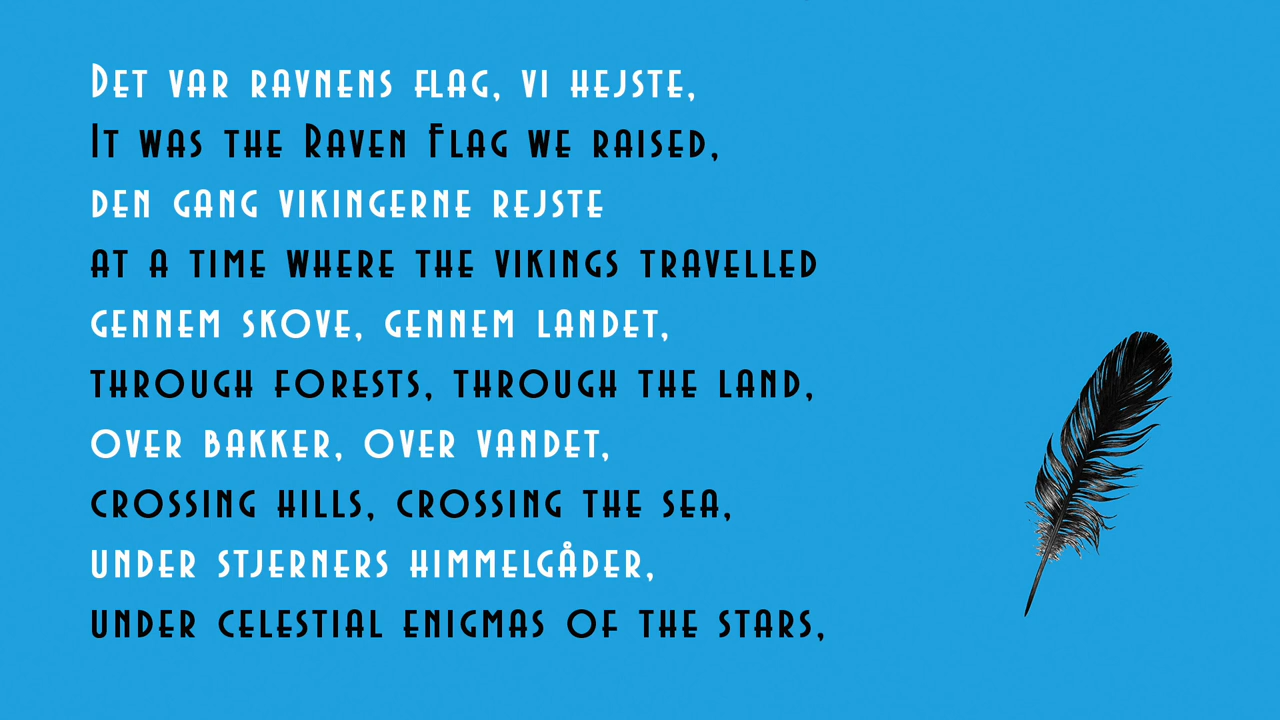 Det var ravnens flag, vi hejste,
It was the Raven Flag we raised,
den gang vikingerne rejste
at a time where the vikings travelled
gennem skove, gennem landet,
through forests, through the land,
over bakker, over vandet,
crossing hills, crossing the sea,
under stjerners himmelgåder,
under celestial enigmas of the stars,